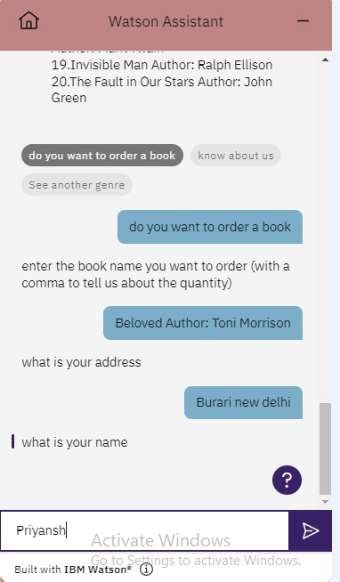 Watson Assistant
19.Invisible Man Author: Ralph Ellison
20.The Fault in Our Stars Author: John
Green
do you want to order a book
know about us
See another genre
do you want to order a book
enter the book name you want to order (with a
comma to tell us about the quantity)
Beloved Author: Toni Morrison
what is your address
Burari new delhi
what is your name
?
Priyansh
Activate Windows
Go to Settings to activate Windows.
Built with IBM Watson®